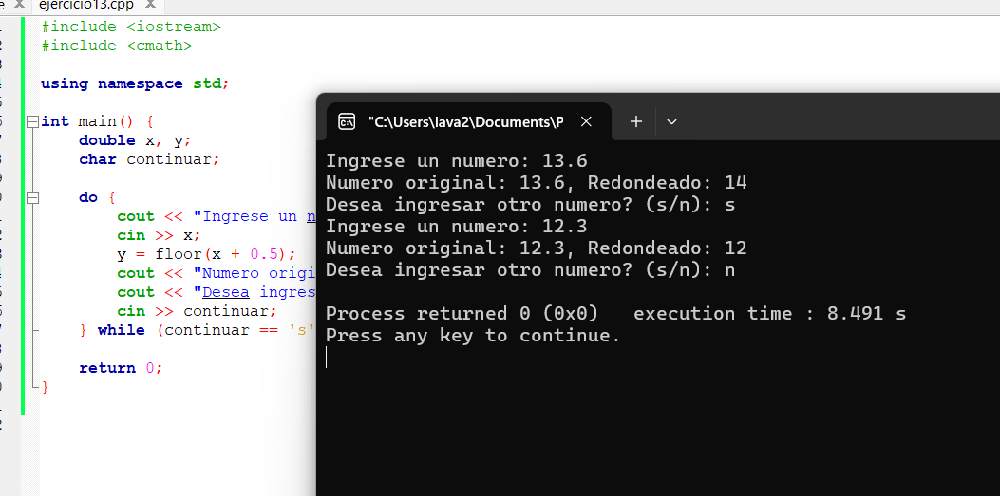 ejercicio13.cpp
#include <iostream>
#include <cmath>
using namespace std;
int main() {
double x, y;
char continuar;
do {
cout << "Ingrese un
cin >> x;
y = floor(x + 0.5);
cout << "Numero origi
cout << "Desea ingres
cin >> continuar;
} while (continuar == 's'
return 0;
}
"C:\Users\lava2\Documents\P
Ingrese un numero: 13.6
Numero original: 13.6, Redondeado: 14
Desea ingresar otro numero? (s/n): s
Ingrese un numero: 12.3
Numero original: 12.3, Redondeado: 12
Desea ingresar otro numero? (s/n): n
Process returned 0 (0x0)   execution time : 8.491 s
Press any key to continue.